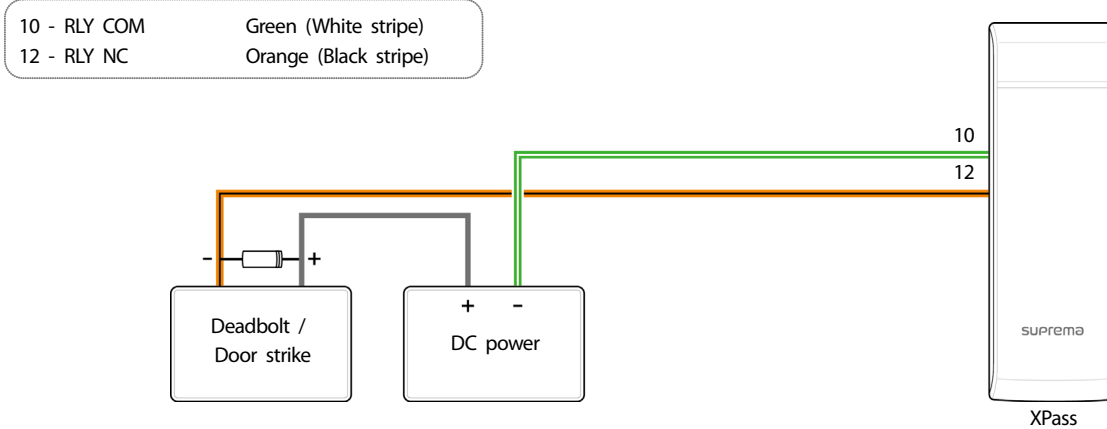 10 - RLY COM Green (White stripe)
12 - RLY NC Orange (Black stripe)
10
12
- +
+ -
Deadbolt /
Door strike
DC power
suprema
XPass